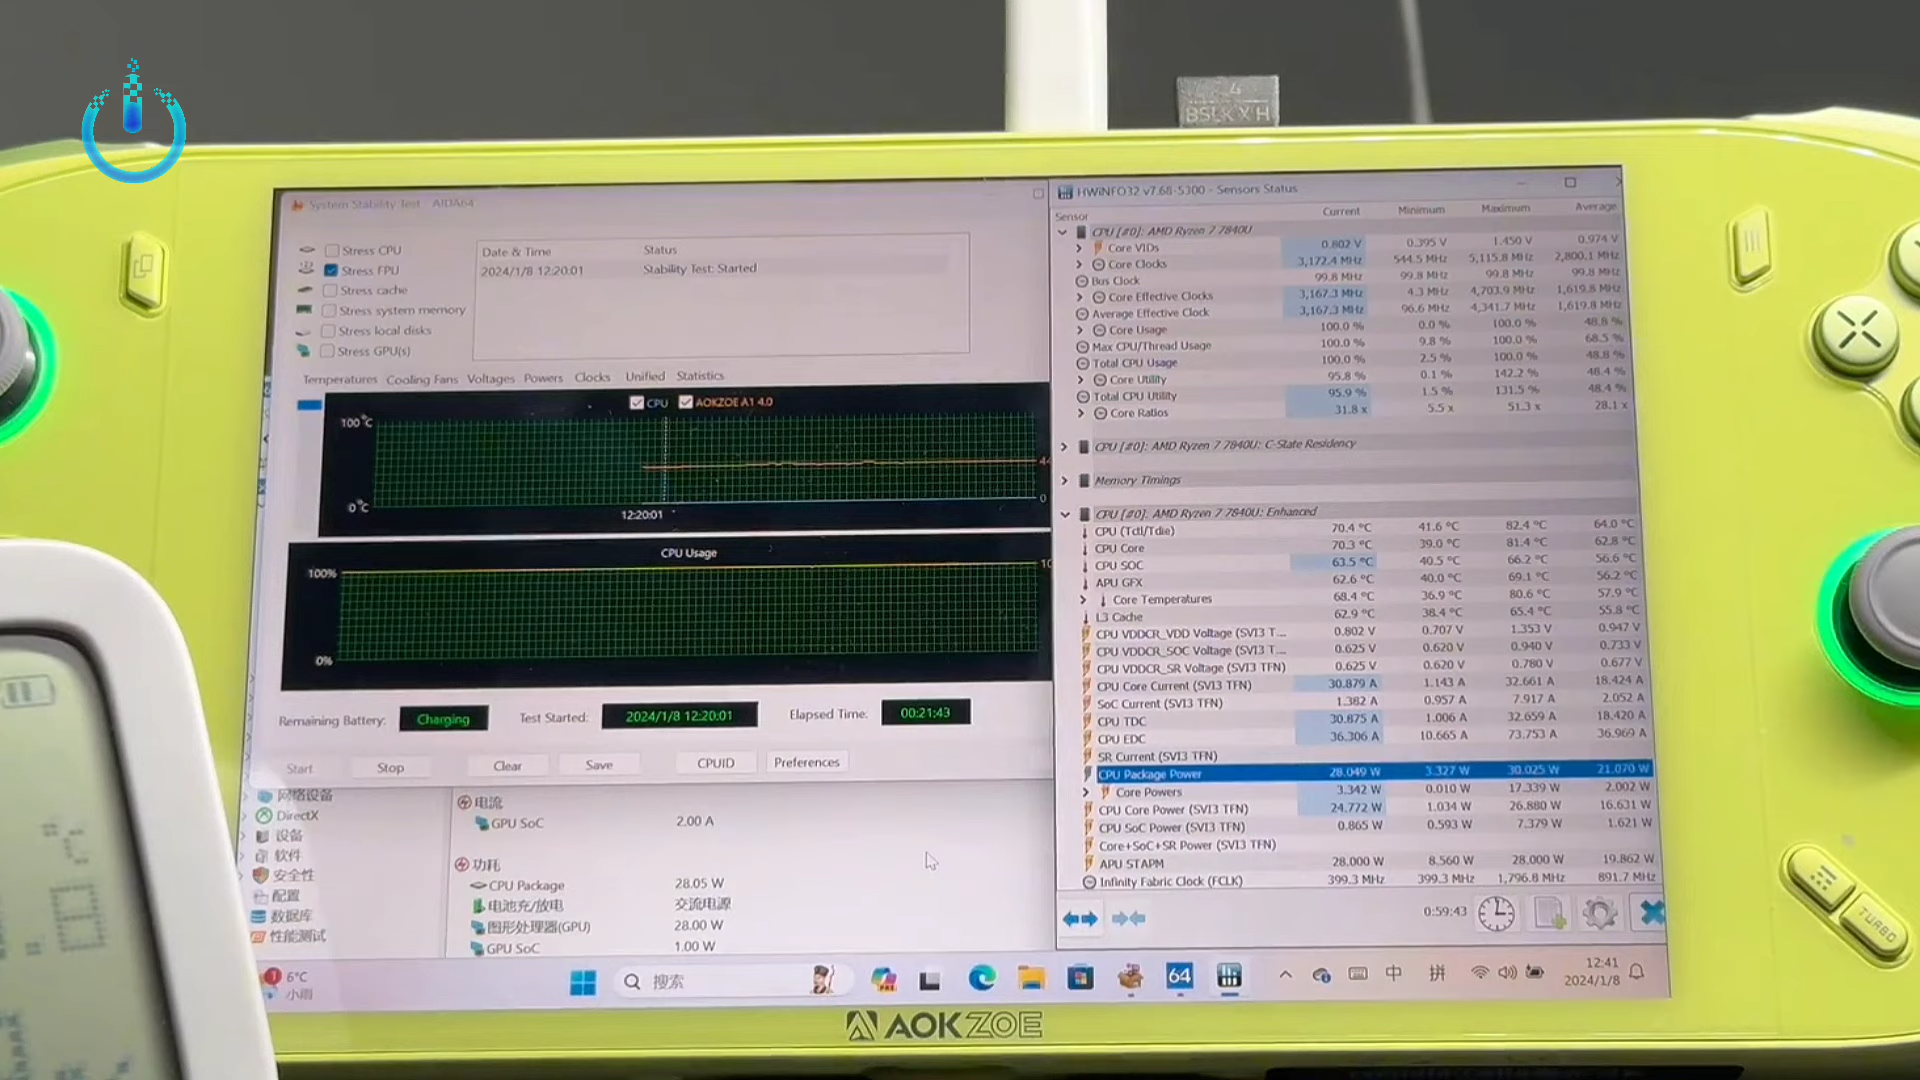 BSLK X H
System Stability Test - AIDA64
Stress CPU
Stress FPU
Stress cache
Stress system memory
Stress local disks
Stress GPU(s)
Date & Time Status
2024/1/8 12:20:01 Stability Test: Started
Temperatures Cooling Fans Voltages Powers Clocks Unified Statistics
CPU AOKZOE A1 4.0
100°C
0°C
0
12:20:01
CPU Usage
100%
0%
Remaining Battery: Charging Test Started: 2024/1/8 12:20:01 Elapsed Time: 00:21:43
Start Stop Clear Save CPUID Preferences
网络设备
DirectX
设备
软件
安全性
配置
数据库
性能测试
电流
GPU SoC 2.00 A
功耗
CPU Package 28.05 W
电池充/放电 交流电源
图形处理器(GPU) 28.00 W
GPU SoC 1.00 W
HWiNFO32 v7.68-5300 - Sensors Status
Sensor Current Minimum Maximum Average
CPU [#0]: AMD Ryzen 7 7840U
Core VIDs 0.802 V 0.395 V 1.450 V 0.974 V
Core Clocks 3,172.4 MHz 544.5 MHz 5,115.8 MHz 2,800.1 MHz
Bus Clock 99.8 MHz 99.8 MHz 99.8 MHz 99.8 MHz
Core Effective Clocks 3,167.3 MHz 4.3 MHz 4,703.9 MHz 1,619.8 MHz
Average Effective Clock 3,167.3 MHz 96.6 MHz 4,341.7 MHz 1,619.8 MHz
Core Usage 100.0 % 0.0 % 100.0 % 48.8 %
Max CPU/Thread Usage 100.0 % 9.8 % 100.0 % 68.5 %
Total CPU Usage 100.0 % 2.5 % 100.0 % 48.8 %
Core Utility 95.8 % 0.1 % 142.2 % 48.4 %
Total CPU Utility 95.9 % 1.5 % 131.5 % 48.4 %
Core Ratios 31.8 x 5.5 x 51.3 x 28.1 x
CPU [#0]: AMD Ryzen 7 7840U: C-State Residency
Memory Timings
CPU [#0]: AMD Ryzen 7 7840U: Enhanced
CPU (Tctl/Tdie) 70.4 °C 41.6 °C 82.4 °C 64.0 °C
CPU Core 70.3 °C 39.0 °C 81.4 °C 62.8 °C
CPU SOC 63.5 °C 40.5 °C 66.2 °C 56.6 °C
APU GFX 62.6 °C 40.0 °C 69.1 °C 56.2 °C
Core Temperatures 68.4 °C 36.9 °C 80.6 °C 57.9 °C
L3 Cache 62.9 °C 38.4 °C 65.4 °C 55.8 °C
CPU VDDCR_VDD Voltage (SVI3 T... 0.802 V 0.707 V 1.353 V 0.947 V
CPU VDDCR_SOC Voltage (SVI3 T... 0.625 V 0.620 V 0.940 V 0.733 V
CPU VDDCR_SR Voltage (SVI3 TFN) 0.625 V 0.620 V 0.780 V 0.677 V
CPU Core Current (SVI3 TFN) 30.879 A 1.143 A 32.661 A 18.424 A
SoC Current (SVI3 TFN) 1.382 A 0.957 A 7.917 A 2.052 A
CPU TDC 30.875 A 1.006 A 32.659 A 18.420 A
CPU EDC 36.306 A 10.665 A 73.753 A 36.969 A
SR Current (SVI3 TFN)
CPU Package Power 28.049 W 3.327 W 30.025 W 21.070 W
Core Powers 3.342 W 0.010 W 17.339 W 2.002 W
CPU Core Power (SVI3 TFN) 24.772 W 1.034 W 26.880 W 16.631 W
CPU SoC Power (SVI3 TFN) 0.865 W 0.593 W 7.379 W 1.621 W
Core+SoC+SR Power (SVI3 TFN)
APU STAPM 28.000 W 8.560 W 28.000 W 19.862 W
Infinity Fabric Clock (FCLK) 399.3 MHz 399.3 MHz 1,796.8 MHz 891.7 MHz
0:59:43
1 6°C
小雨
搜索
64
中 拼
12:41
2024/1/8
AOKZOE
TURBO